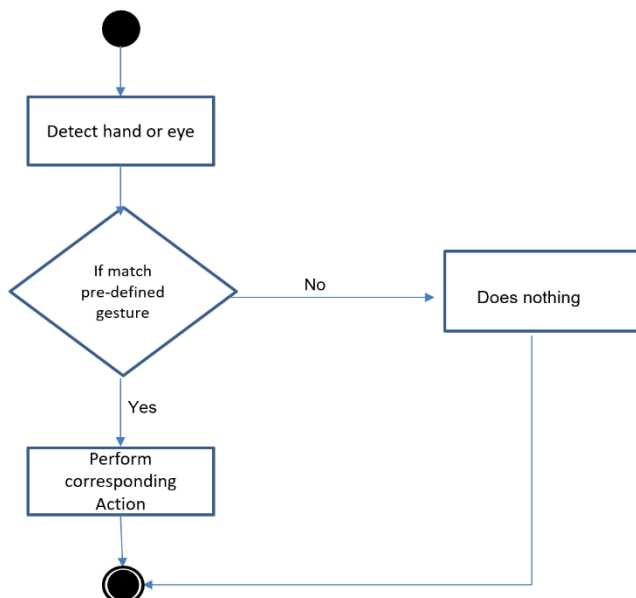 Detect hand or eye
If match
pre-defined
gesture
No
Does nothing
Yes
Perform
corresponding
Action